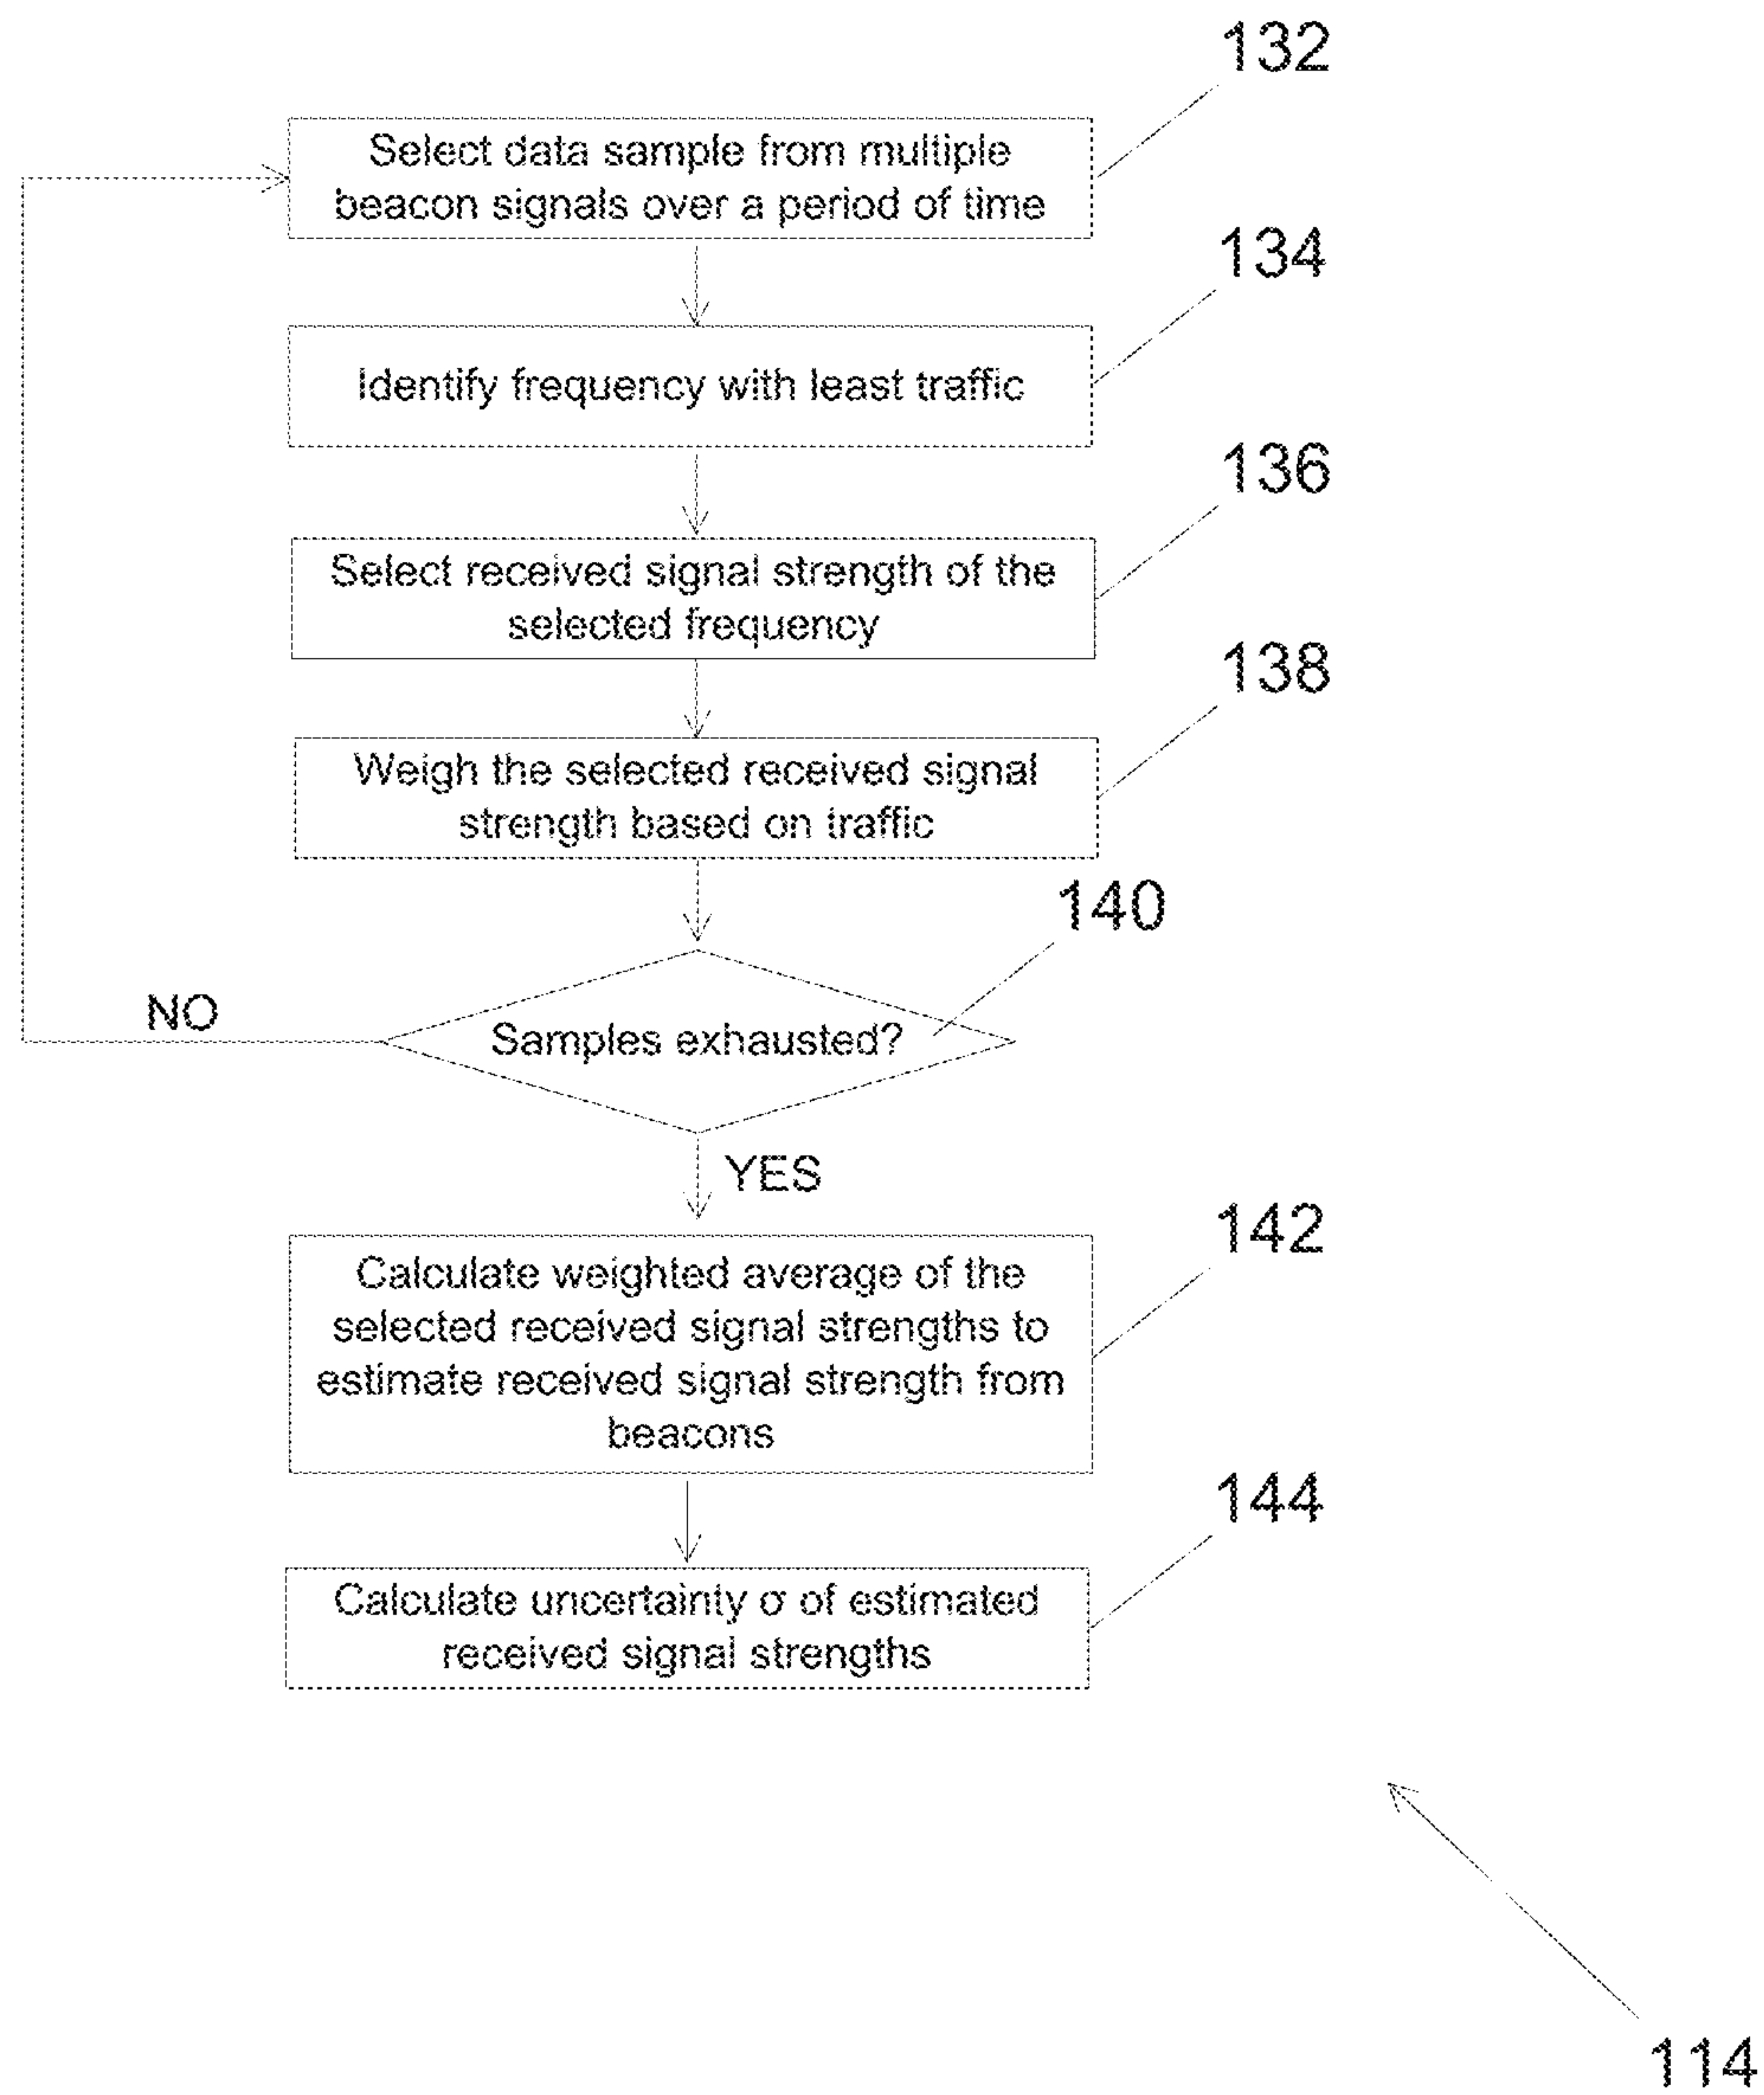 132
Select data sample from multiple
beacon signals over a period of time
134
Identify frequency with least traffic
136
Select received signal strength of the
selected frequency
138
Weigh the selected received signal
strength based on traffic
140
NO
Samples exhausted?
YES
142
Calculate weighted average of the
selected received signal strengths to
estimate received signal strength from
beacons
144
Calculate uncertainty σ of estimated
received signal strengths
114